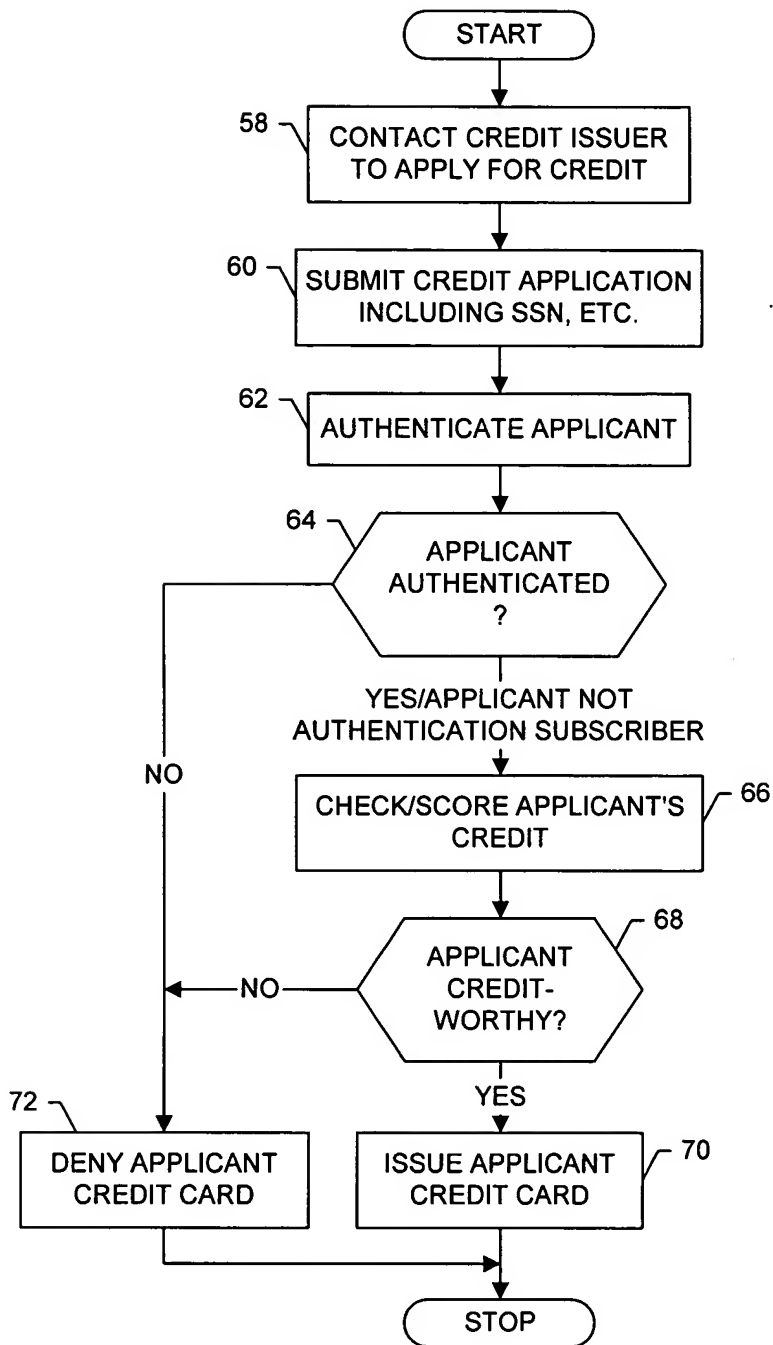 START
58
CONTACT CREDIT ISSUER
TO APPLY FOR CREDIT
60
SUBMIT CREDIT APPLICATION
INCLUDING SSN, ETC.
62
AUTHENTICATE APPLICANT
64
APPLICANT
AUTHENTICATED
?
YES/APPLICANT NOT
AUTHENTICATION SUBSCRIBER
NO
66
CHECK/SCORE APPLICANT'S
CREDIT
68
APPLICANT
CREDIT-
WORTHY?
NO
YES
72
DENY APPLICANT
CREDIT CARD
70
ISSUE APPLICANT
CREDIT CARD
STOP